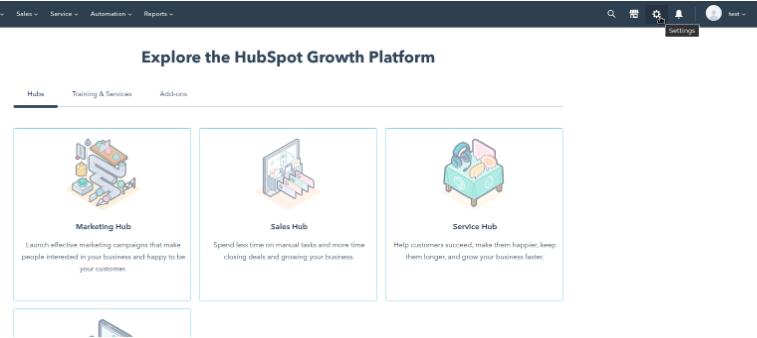 Sales
Service
Automation
Reports
test
Settings
Explore the HubSpot Growth Platform
Hubs
Training & Services
Add-ons
Marketing Hub
Launch effective marketing campaigns that make
people interested in your business and happy to be
your customer.
Sales Hub
Spend less time on manual tasks and more time
closing deals and growing your business.
Service Hub
Help customers succeed, make them happier, keep
them longer, and grow your business faster.